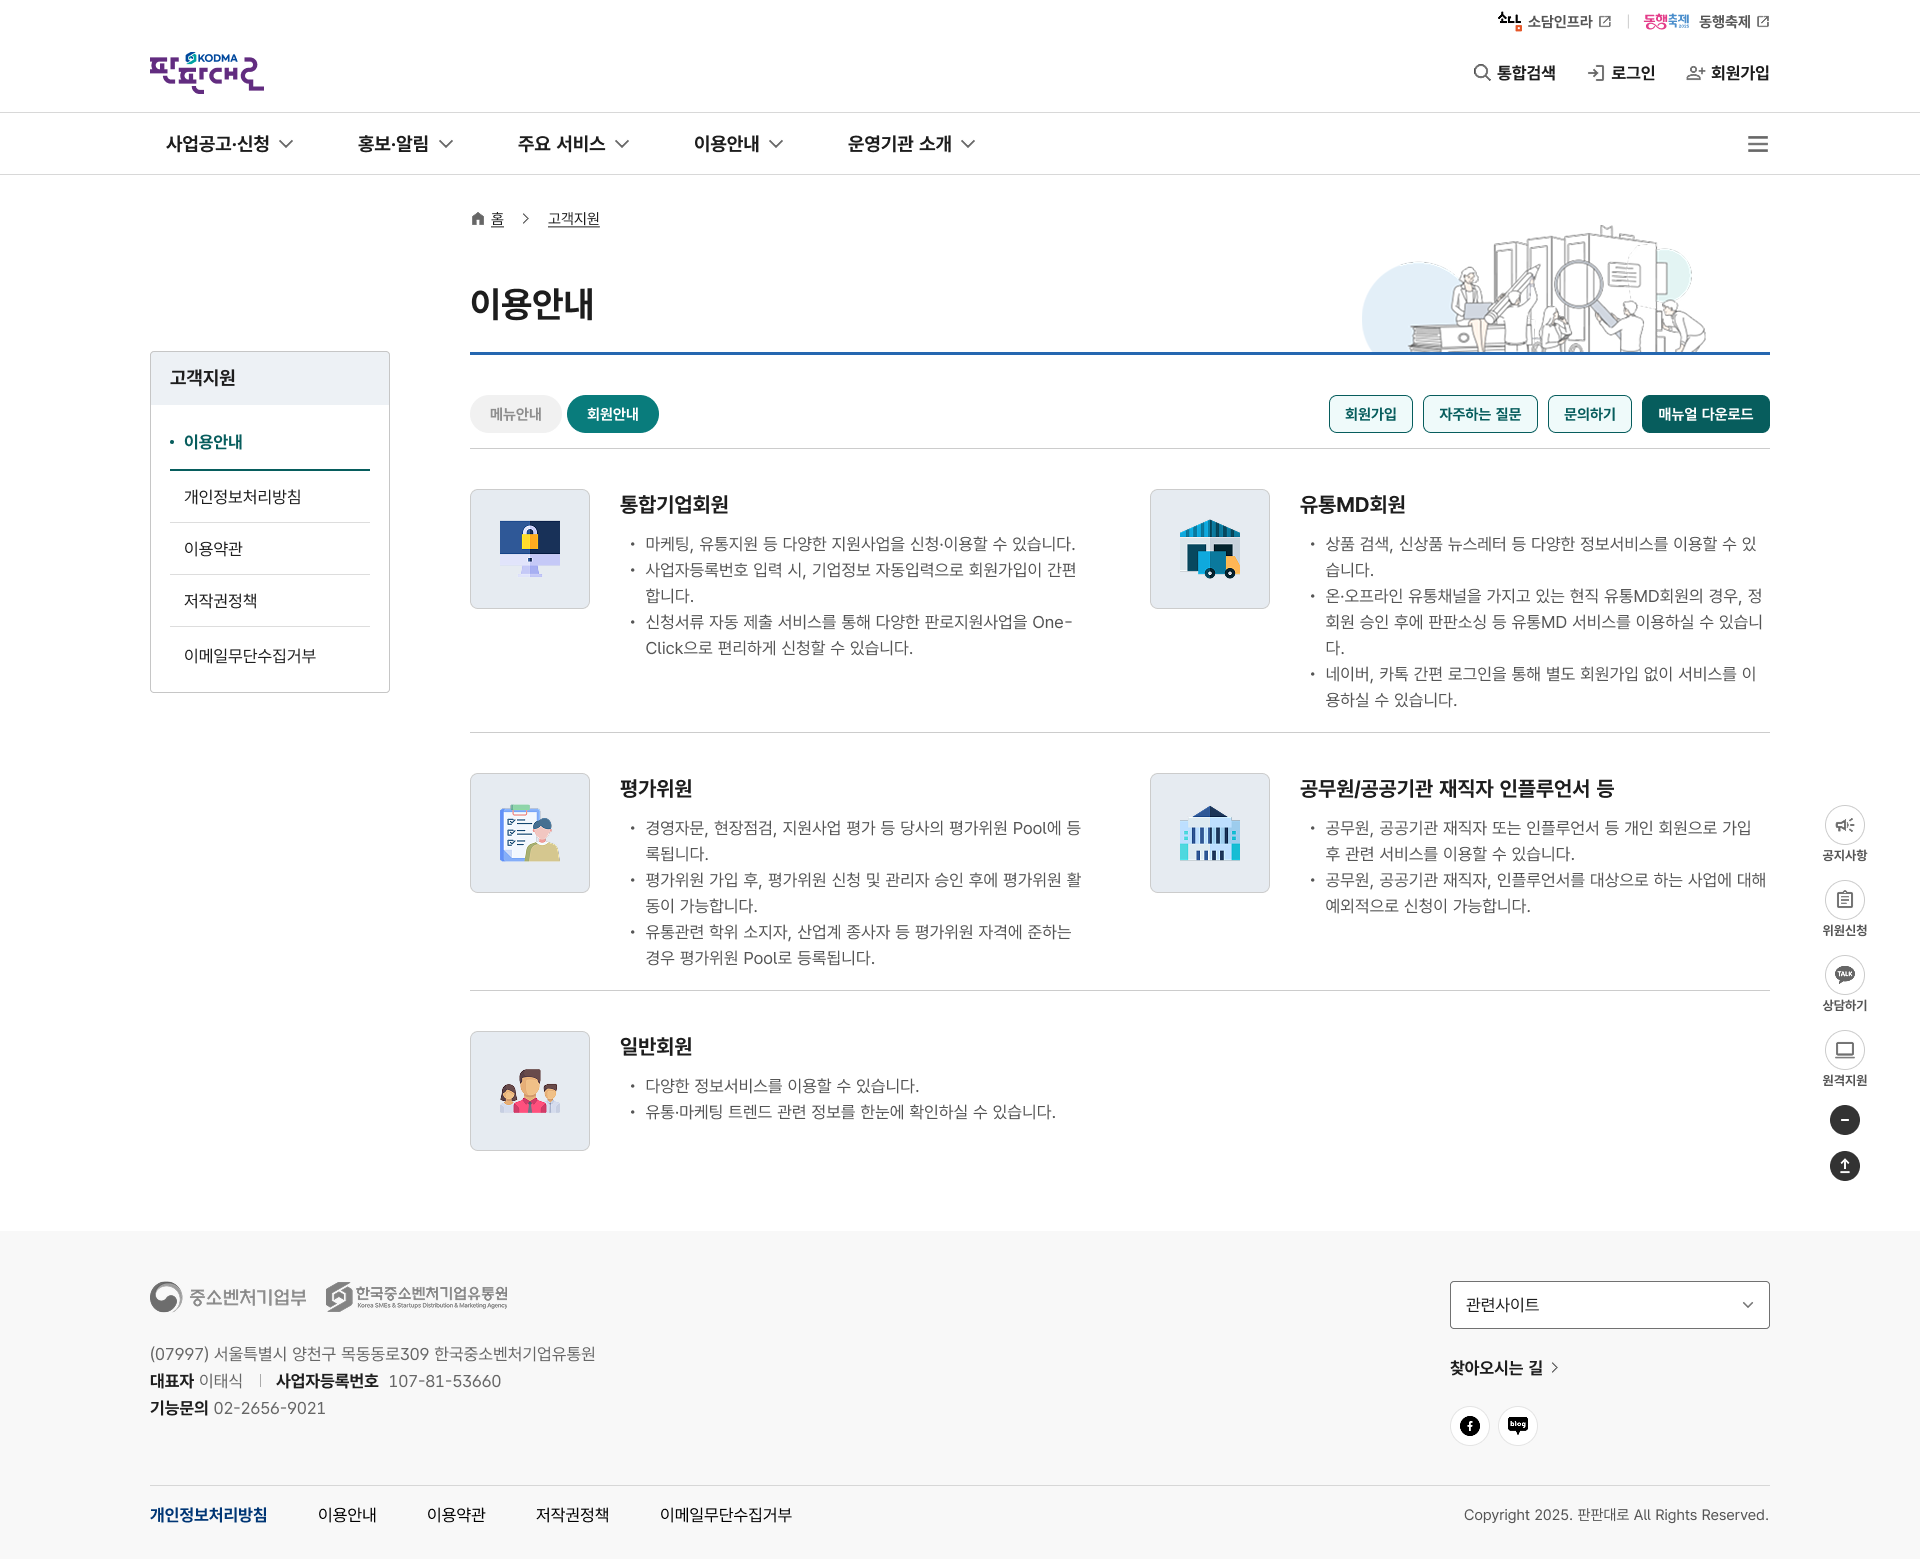 소담 소담인프라
동행축제 2025 동행축제
KODMA
판판대로
통합검색
로그인
회원가입
사업공고·신청
홍보·알림
주요 서비스
이용안내
운영기관 소개
홈
고객지원
이용안내
고객지원
이용안내
개인정보처리방침
이용약관
저작권정책
이메일무단수집거부
메뉴안내
회원안내
회원가입
자주하는 질문
문의하기
매뉴얼 다운로드
통합기업회원
• 마케팅, 유통지원 등 다양한 지원사업을 신청·이용할 수 있습니다.
• 사업자등록번호 입력 시, 기업정보 자동입력으로 회원가입이 간편
합니다.
• 신청서류 자동 제출 서비스를 통해 다양한 판로지원사업을 One-
Click으로 편리하게 신청할 수 있습니다.
유통MD회원
• 상품 검색, 신상품 뉴스레터 등 다양한 정보서비스를 이용할 수 있
습니다.
• 온·오프라인 유통채널을 가지고 있는 현직 유통MD회원의 경우, 정
회원 승인 후에 판판소싱 등 유통MD 서비스를 이용하실 수 있습니
다.
• 네이버, 카톡 간편 로그인을 통해 별도 회원가입 없이 서비스를 이
용하실 수 있습니다.
평가위원
• 경영자문, 현장점검, 지원사업 평가 등 당사의 평가위원 Pool에 등
록됩니다.
• 평가위원 가입 후, 평가위원 신청 및 관리자 승인 후에 평가위원 활
동이 가능합니다.
• 유통관련 학위 소지자, 산업계 종사자 등 평가위원 자격에 준하는
경우 평가위원 Pool로 등록됩니다.
공무원/공공기관 재직자 인플루언서 등
• 공무원, 공공기관 재직자 또는 인플루언서 등 개인 회원으로 가입
후 관련 서비스를 이용할 수 있습니다.
• 공무원, 공공기관 재직자, 인플루언서를 대상으로 하는 사업에 대해
예외적으로 신청이 가능합니다.
일반회원
• 다양한 정보서비스를 이용할 수 있습니다.
• 유통·마케팅 트렌드 관련 정보를 한눈에 확인하실 수 있습니다.
공지사항
위원신청
TALK
상담하기
원격지원
중소벤처기업부
한국중소벤처기업유통원
Korea SMEs & Startups Distribution & Marketing Agency
(07997) 서울특별시 양천구 목동동로309 한국중소벤처기업유통원
대표자 이태식 | 사업자등록번호 107-81-53660
기능문의 02-2656-9021
관련사이트
찾아오시는 길
blog
개인정보처리방침
이용안내
이용약관
저작권정책
이메일무단수집거부
Copyright 2025. 판판대로 All Rights Reserved.